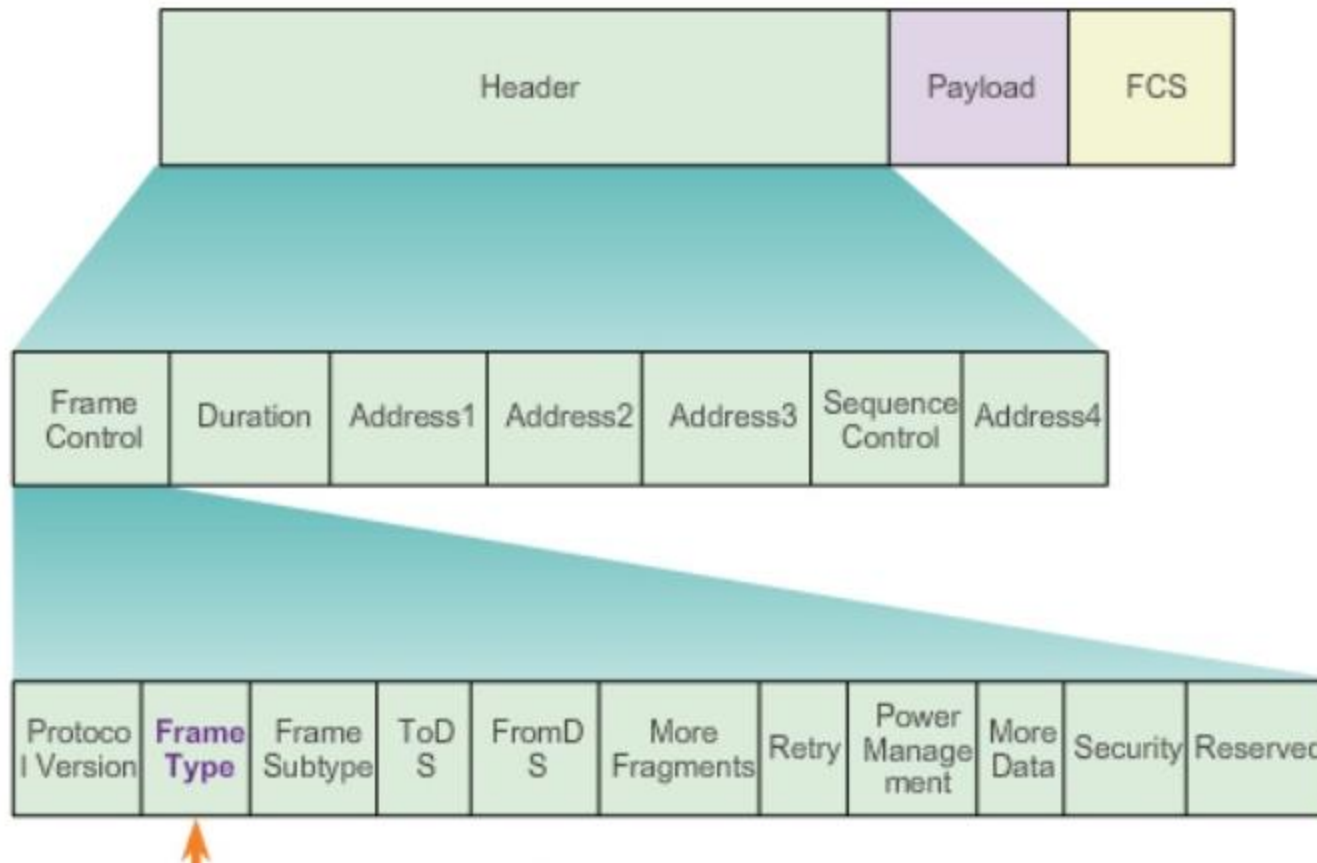 Header
Payload
FCS
Frame
Control
Duration
Address1
Address2
Address3
Sequence
Control
Address4
Protoco
l Version
Frame
Type
Frame
Subtype
ToD
S
FromD
S
More
Fragments
Retry
Power
Manage
ment
More
Data
Security
Reserved